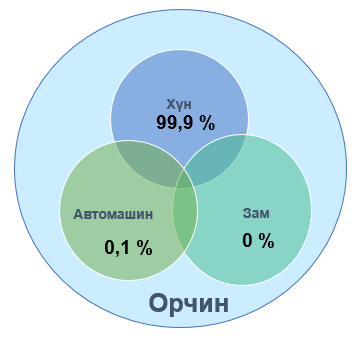 Хүн
99,9 %
Автомашин
0,1 %
Зам
0 %
Орчин